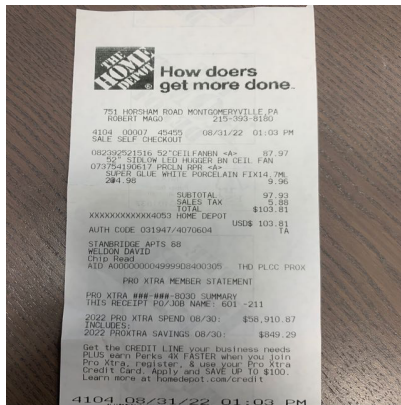 THE HOME DEPOT
How doers
get more done.
751 HORSHAM ROAD MONTGOMERYVILLE,PA
ROBERT MAGO 215-393-8180
4104 00007 45455 08/31/22 01:03 PM
SALE SELF CHECKOUT
082392521516 52"CEILFANBN <A> 87.97
52" SIDLOW LED HUGGER BN CEIL FAN
073754190617 PRCLN RPR <A>
SUPER GLUE WHITE PORCELAIN FIX14.7ML
2@4.98 9.96
SUBTOTAL 97.93
SALES TAX 5.88
TOTAL $103.81
XXXXXXXXXXXX4053 HOME DEPOT
USD$ 103.81
AUTH CODE 031947/4070604 TA
STANBRIDGE APTS 68
WELDON DAVID
Chip Read
AID A0000000049999D8400305 THD PLCC PROX
PRO XTRA MEMBER STATEMENT
PRO XTRA ###-###-8030 SUMMARY
THIS RECEIPT PO/JOB NAME: 601 -211
2022 PRO XTRA SPEND 08/30: $58,910.87
INCLUDES:
2022 PROXTRA SAVINGS 08/30: $849.29
Get the CREDIT LINE your business needs
PLUS earn Perks 4X FASTER when you join
Pro Xtra, register, & use your Pro Xtra
Credit Card. Apply and SAVE UP TO $100.
Learn more at homedepot.com/credit
4104 08/31/22 01:03 PM